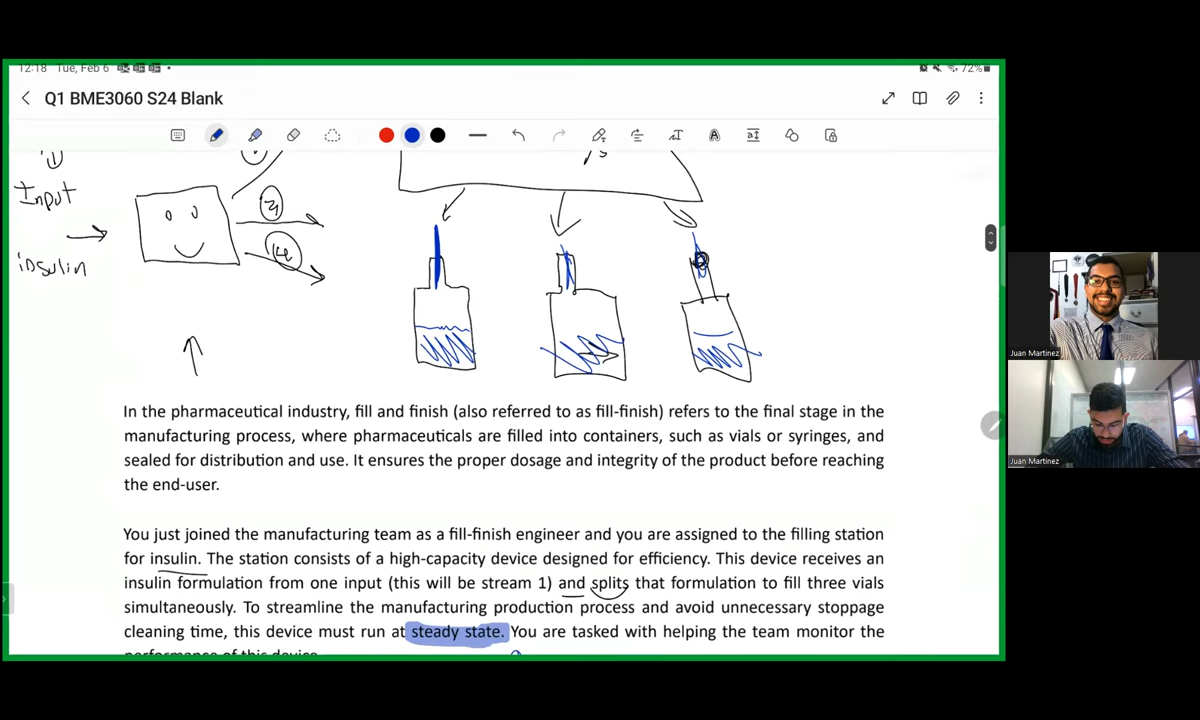 12:18 Tue, Feb 6
72%
Q1 BME3060 S24 Blank
(1)
Input
3
insulin
4
In the pharmaceutical industry, fill and finish (also referred to as fill-finish) refers to the final stage in the
manufacturing process, where pharmaceuticals are filled into containers, such as vials or syringes, and
sealed for distribution and use. It ensures the proper dosage and integrity of the product before reaching
the end-user.
You just joined the manufacturing team as a fill-finish engineer and you are assigned to the filling station
for insulin. The station consists of a high-capacity device designed for efficiency. This device receives an
insulin formulation from one input (this will be stream 1) and splits that formulation to fill three vials
simultaneously. To streamline the manufacturing production process and avoid unnecessary stoppage
cleaning time, this device must run at steady state. You are tasked with helping the team monitor the
performance of this device.
Juan Martinez
Juan Martinez